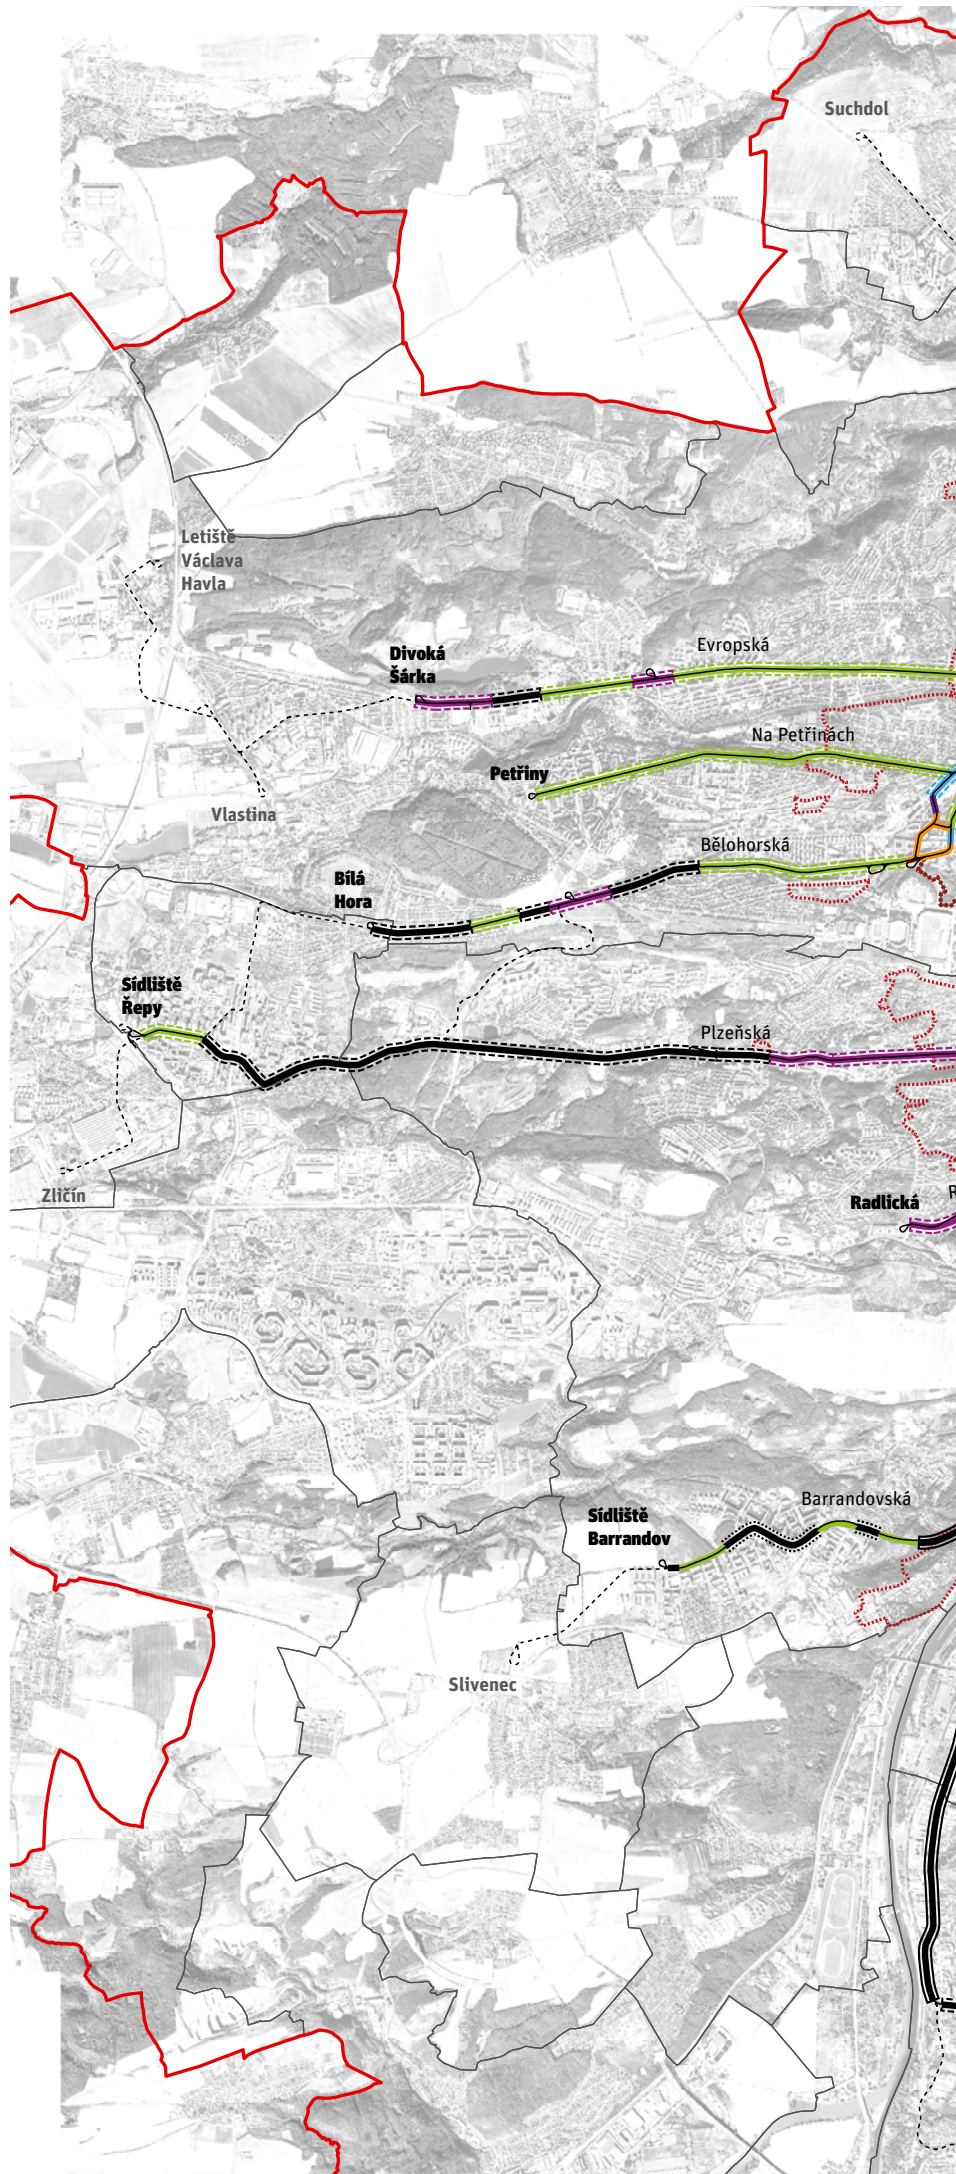 Suchdol
Letiště
Václava
Havla
Divoká
Šárka
Evropská
Na Petřinách
Petřiny
Vlastina
Bělohorská
Bílá
Hora
Sídliště
Řepy
Plzeňská
Zličín
Radlická
R
Barrandovská
Sídliště
Barrandov
Slivenec